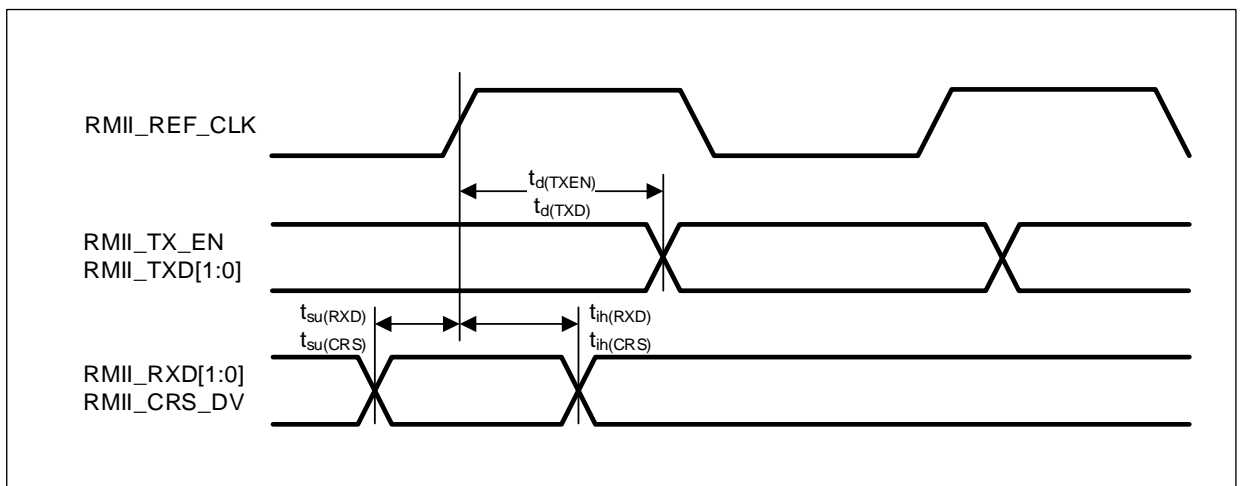 RMII_REF_CLK
td(TXEN)
td(TXD)
RMII_TX_EN
RMII_TXD[1:0]
tsu(RXD)
tih(RXD)
tsu(CRS)
tih(CRS)
RMII_RXD[1:0]
RMII_CRS_DV